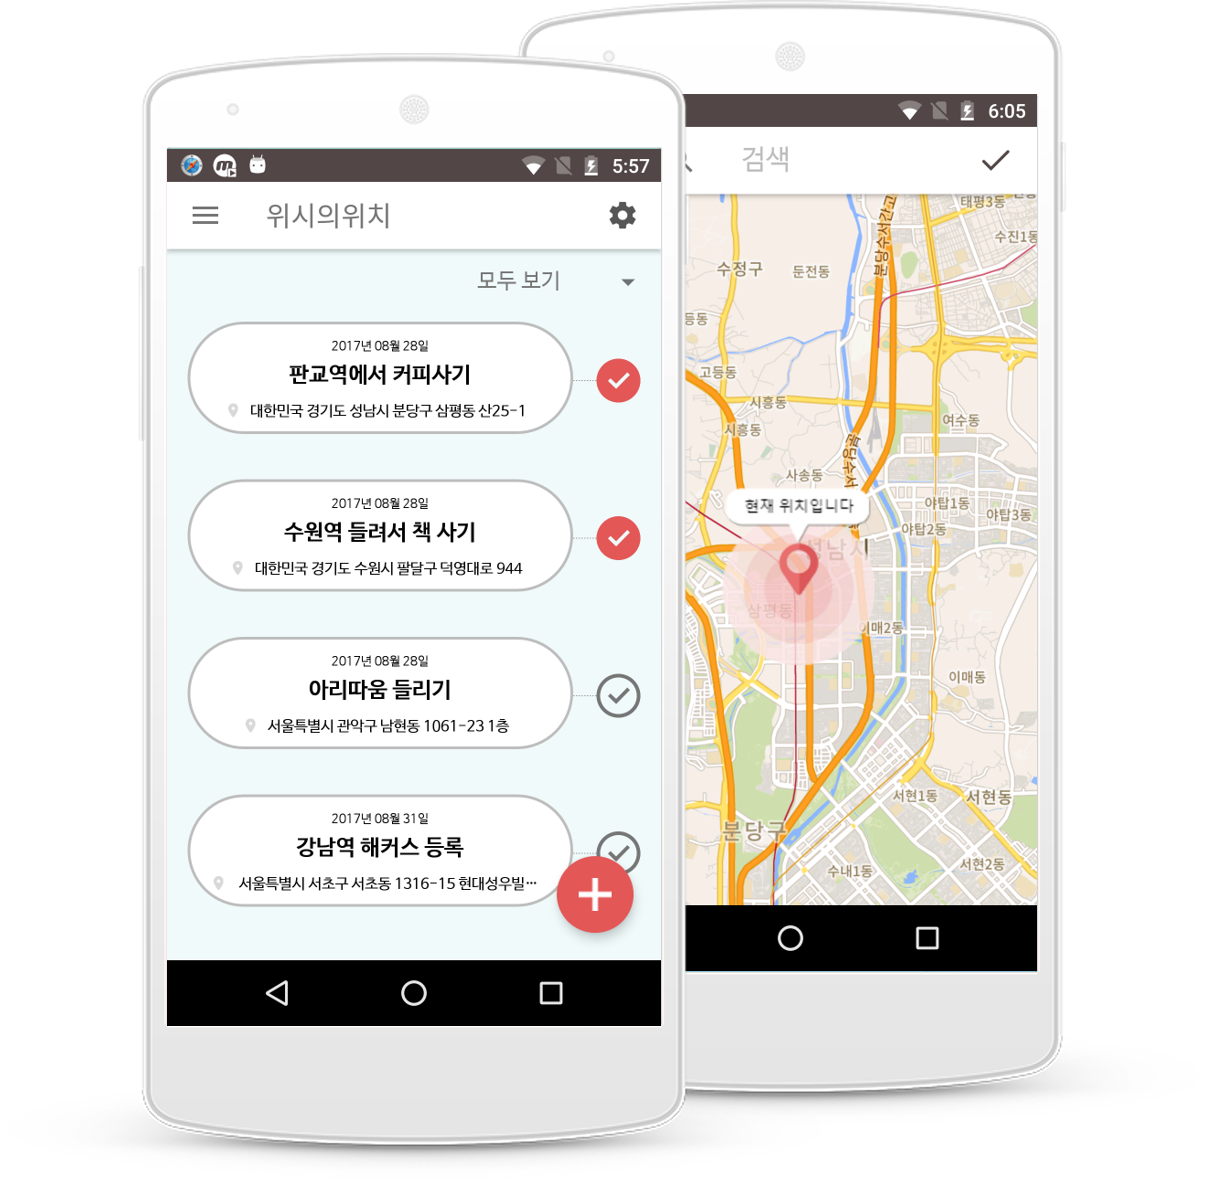 5:57
위시의위치
모두 보기
2017년 08월 28일
판교역에서 커피사기
대한민국 경기도 성남시 분당구 삼평동 산25-1
2017년 08월 28일
수원역 들려서 책 사기
대한민국 경기도 수원시 팔달구 덕영대로 944
2017년 08월 28일
아리따움 들리기
서울특별시 관악구 남현동 1061-23 1층
2017년 08월 31일
강남역 해커스 등록
서울특별시 서초구 서초동 1316-15 현대성우빌…
6:05
검색
태평3동
수진1동
분당수서간고
수정구
둔전동
등동
고등동
시흥동
시흥동
여수동
분당수서
사송동
야탑1동
야탑3동
야탑2동
현재 위치입니다
성남시
삼평동
이매2동
이매동
서현1동
서현동
분당구
수내1동
서현2동